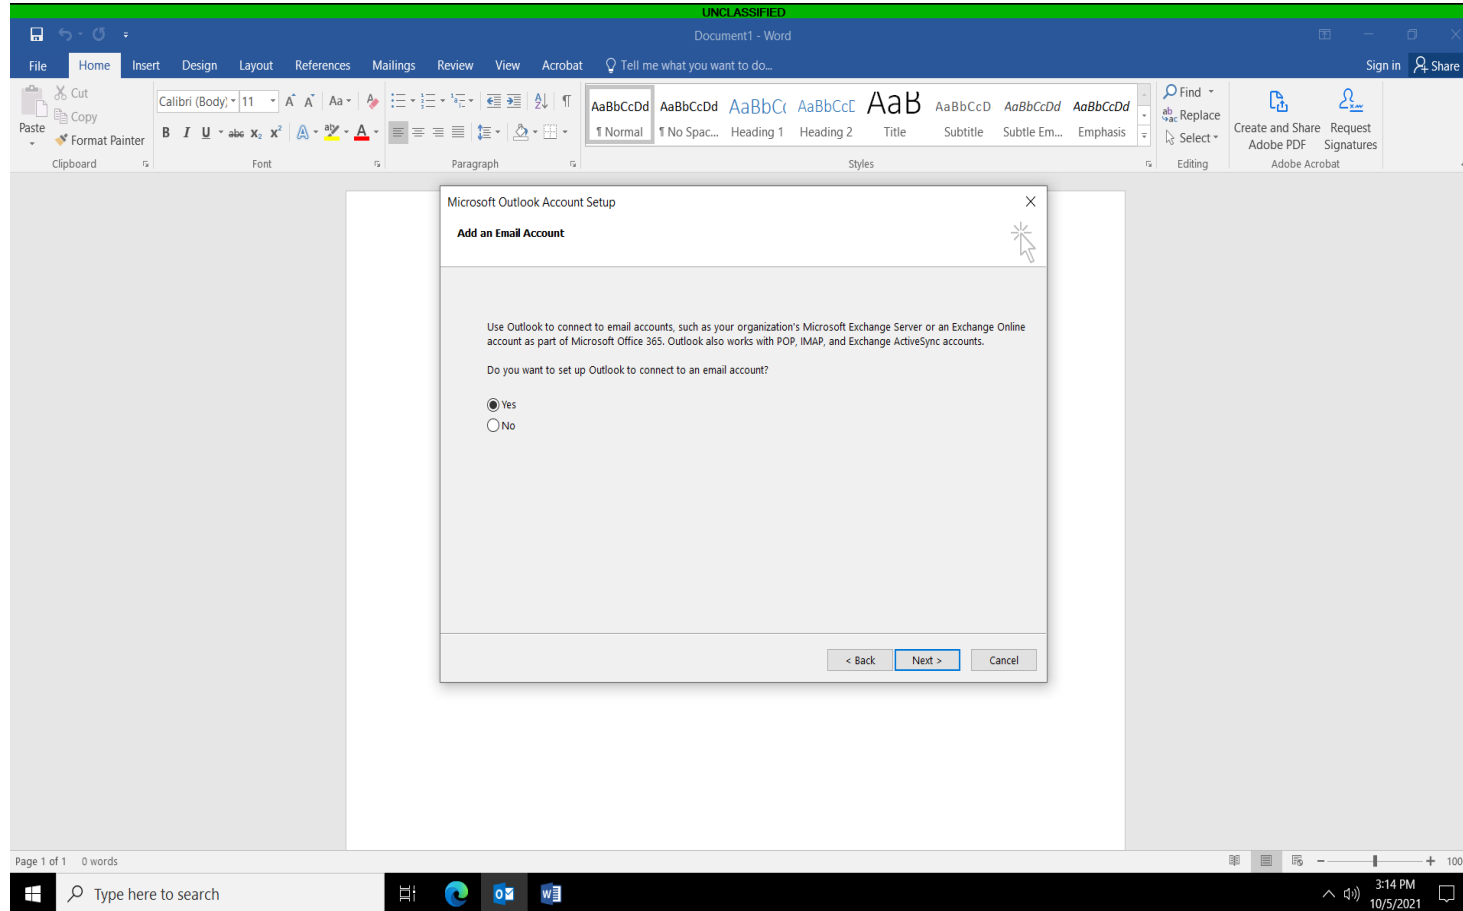 UNCLASSIFIED
Document1 - Word
File Home Insert Design Layout References Mailings Review View Acrobat Tell me what you want to do... Sign in Share
Paste
Cut
Copy
Format Painter
Clipboard
Calibri (Body) 11 A A Aa
B I U abc X₂ X² A aby A
Font
Paragraph
AaBbCcDd AaBbCcDd AaBbC( AaBbCcE AaB AaBbCcD AaBbCcDd AaBbCcDd
¶ Normal ¶ No Spac... Heading 1 Heading 2 Title Subtitle Subtle Em... Emphasis
Styles
Find
Replace
Select
Editing
Create and Share Adobe PDF
Request Signatures
Adobe Acrobat
Microsoft Outlook Account Setup
Add an Email Account
Use Outlook to connect to email accounts, such as your organization's Microsoft Exchange Server or an Exchange Online
account as part of Microsoft Office 365. Outlook also works with POP, IMAP, and Exchange ActiveSync accounts.
Do you want to set up Outlook to connect to an email account?
Yes
No
< Back Next > Cancel
Page 1 of 1 0 words
100
Type here to search
3:14 PM
10/5/2021